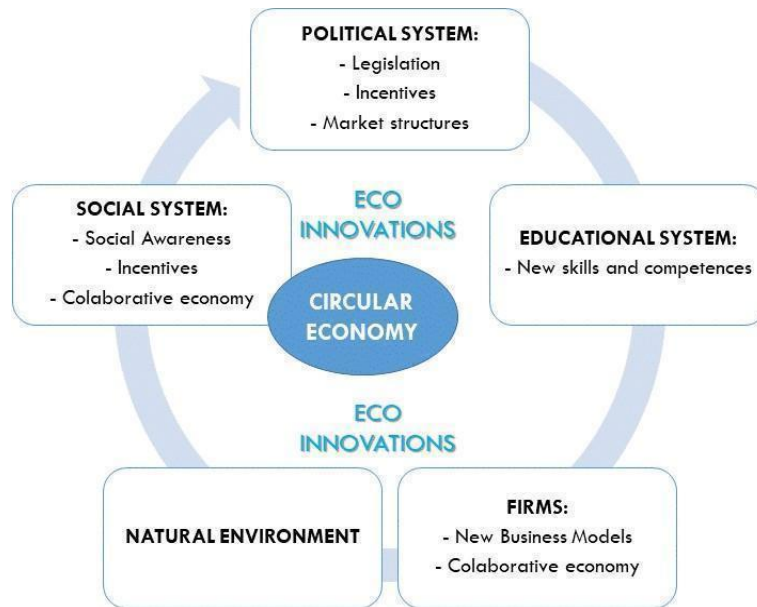 POLITICAL SYSTEM:
- Legislation
- Incentives
- Market structures
SOCIAL SYSTEM:
- Social Awareness
- Incentives
- Colaborative economy
ECO
INNOVATIONS
EDUCATIONAL SYSTEM:
- New skills and competences
CIRCULAR
ECONOMY
ECO
INNOVATIONS
NATURAL ENVIRONMENT
FIRMS:
- New Business Models
- Colaborative economy